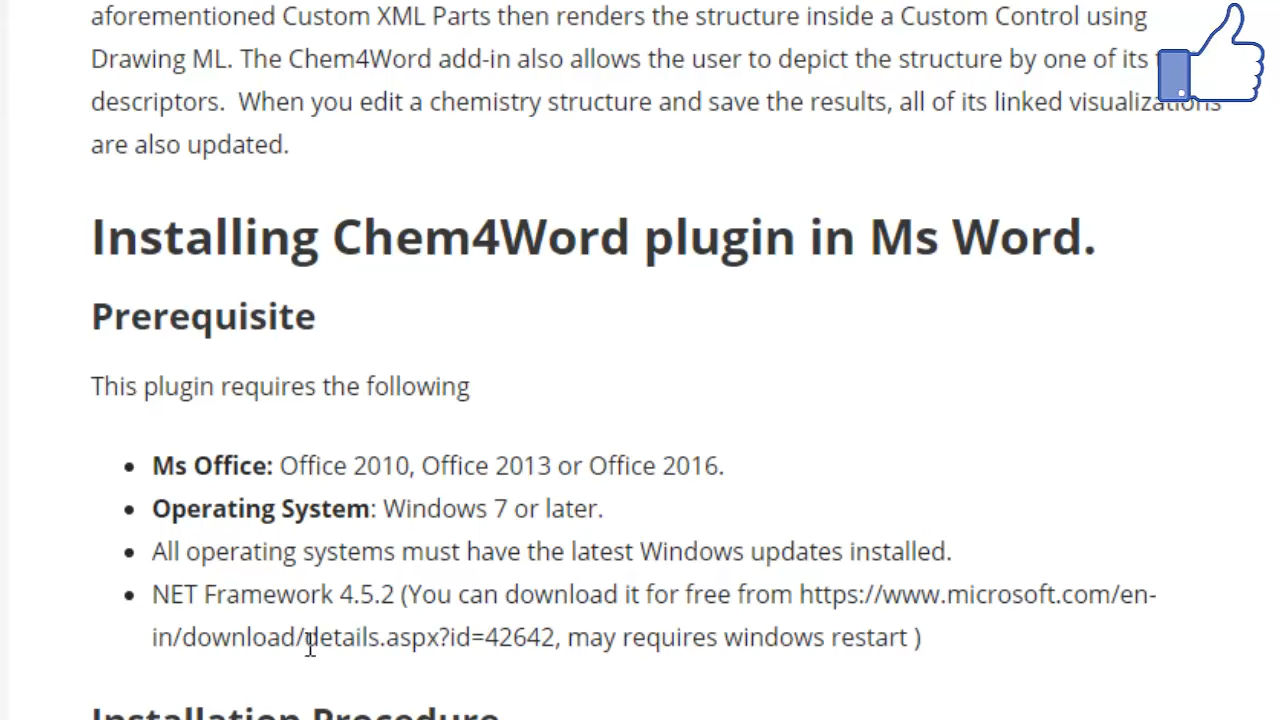 aforementioned Custom XML Parts then renders the structure inside a Custom Control using
Drawing ML. The Chem4Word add-in also allows the user to depict the structure by one of its
descriptors. When you edit a chemistry structure and save the results, all of its linked visualizations
are also updated.
Installing Chem4Word plugin in Ms Word.
Prerequisite
This plugin requires the following
• Ms Office: Office 2010, Office 2013 or Office 2016.
• Operating System: Windows 7 or later.
• All operating systems must have the latest Windows updates installed.
• NET Framework 4.5.2 (You can download it for free from https://www.microsoft.com/en-
in/download/details.aspx?id=42642, may requires windows restart )
Installation Procedure